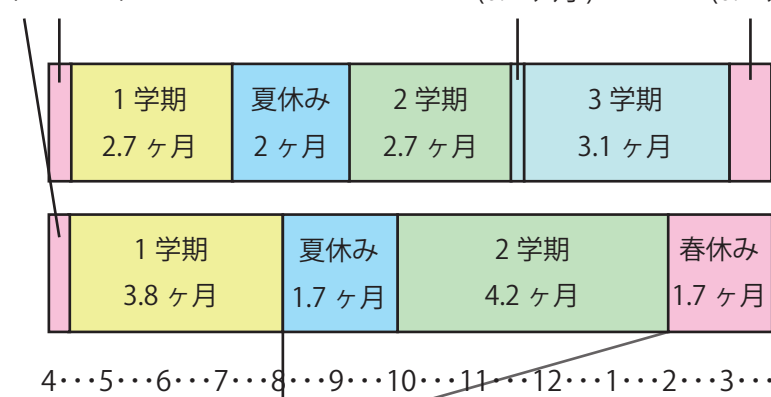 1 学期
2.7 ヶ月
夏休み
2 ヶ月
2 学期
2.7 ヶ月
3 学期
3.1 ヶ月
1 学期
3.8 ヶ月
夏休み
1.7 ヶ月
2 学期
4.2 ヶ月
春休み
1.7 ヶ月
4・・・5・・・6・・・7・・・8・・・9・・・10・・・11・・・12・・・1・・・2・・・3・・・